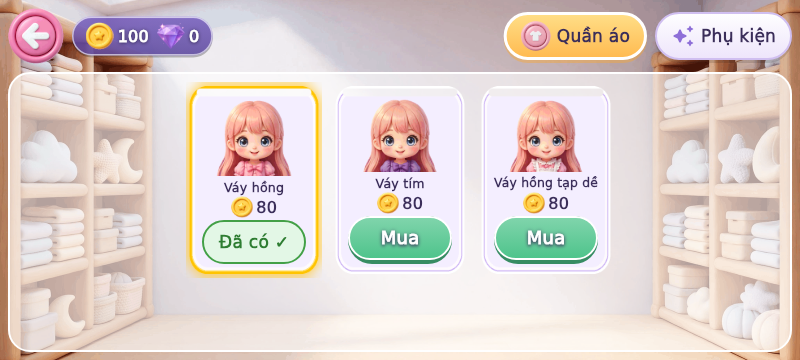 100 0 Quần áo Phụ kiện
Váy hồng Váy tím Váy hồng tạp dề
80 80 80
Đã có ✓ Mua Mua